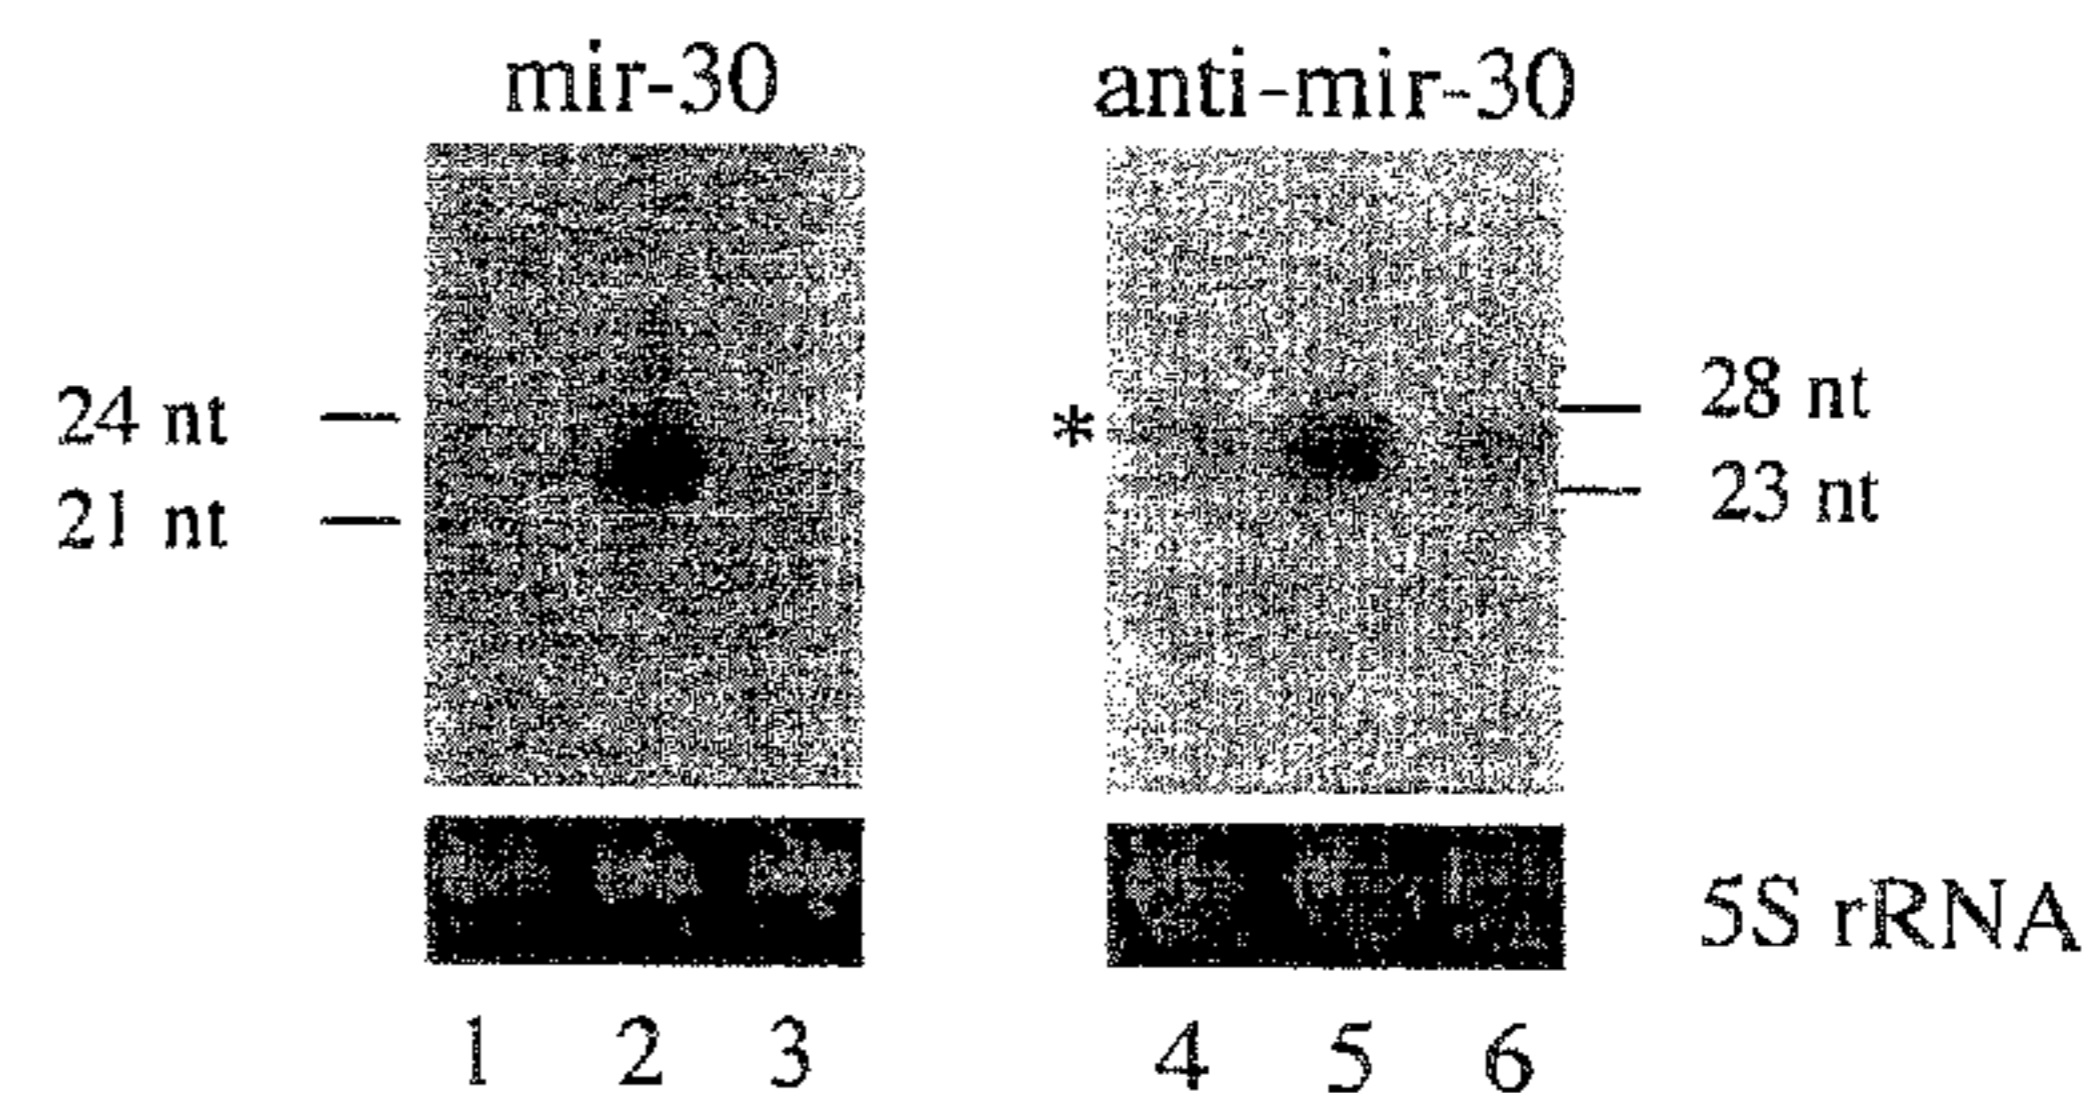 mir-30 anti-mir-30
24 nt
21 nt
*
28 nt
23 nt
5S rRNA
1 2 3 4 5 6